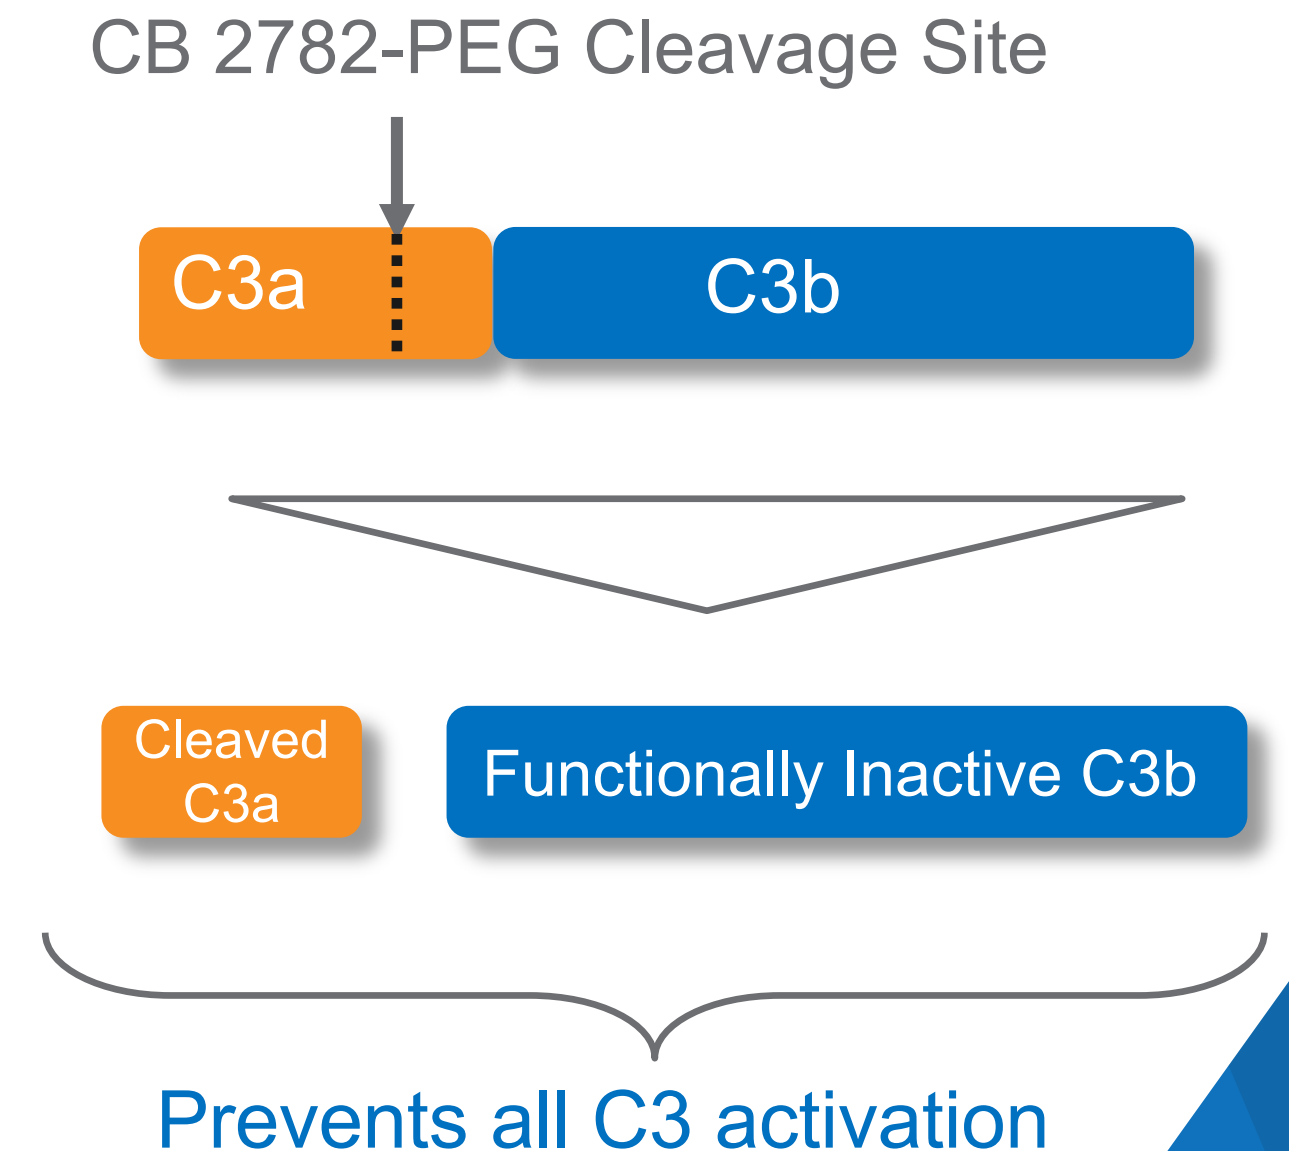 CB 2782-PEG Cleavage Site
C3a
C3b
Cleaved
C3a
Functionally Inactive C3b
Prevents all C3 activation